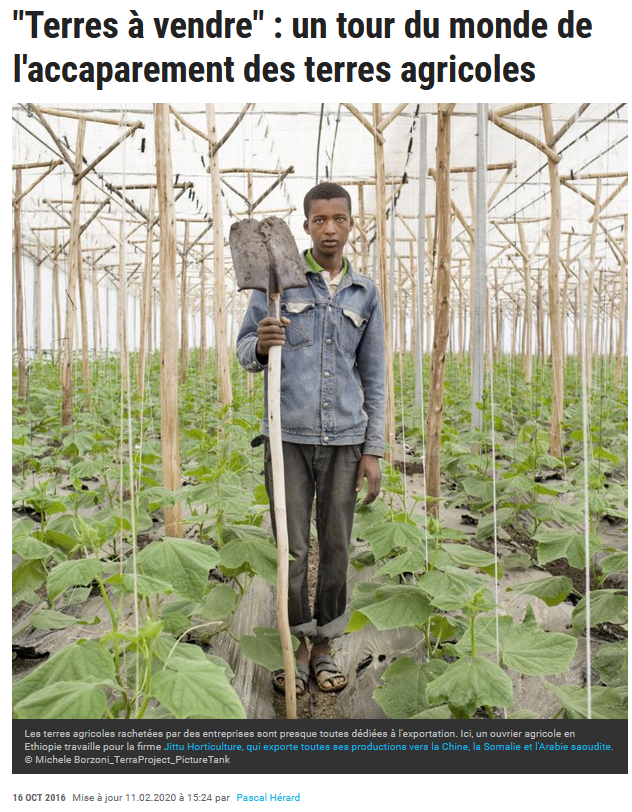 "Terres à vendre" : un tour du monde de
l'accaparement des terres agricoles
Les terres agricoles rachetées par des entreprises sont presque toutes dédiées à l'exportation. Ici, un ouvrier agricole en
Ethiopie travaille pour la firme Jittu Horticulture, qui exporte toutes ses productions vers la Chine, la Somalie et l'Arabie saoudite.
© Michele Borzoni_TerraProject_PictureTank
16 OCT 2016 Mise à jour 11.02.2020 à 15:24 par Pascal Hérard